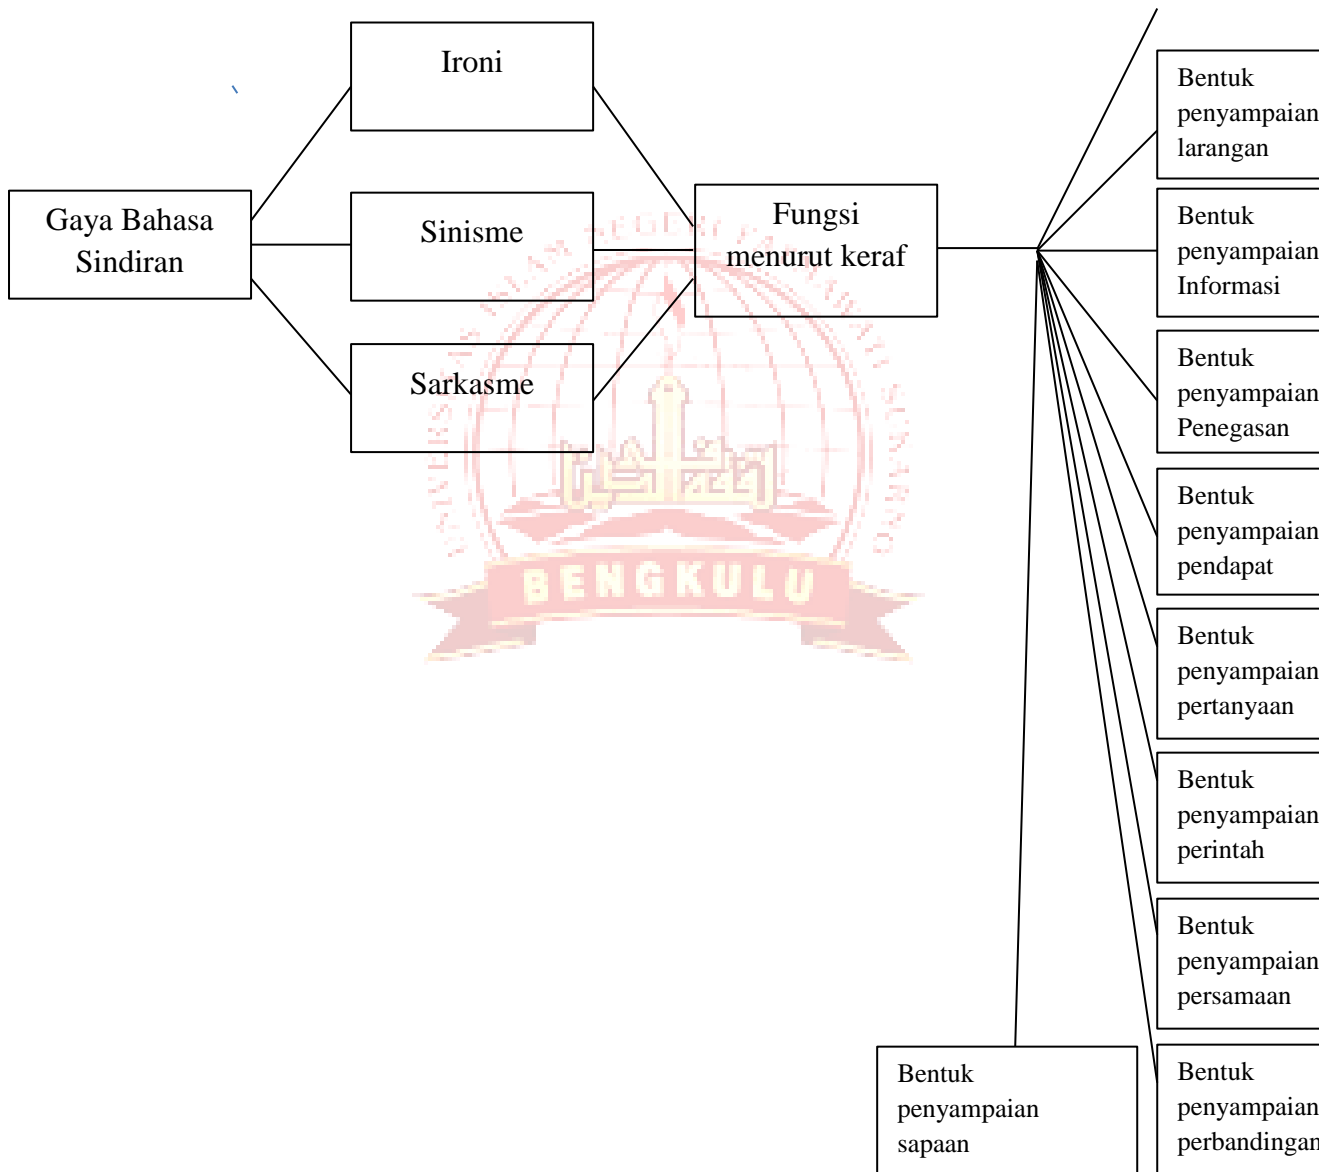 Gaya Bahasa
Sindiran
Ironi
Sinisme
Sarkasme
Fungsi
menurut keraf
Bentuk
penyampaian
larangan
Bentuk
penyampaian
Informasi
Bentuk
penyampaian
Penegasan
Bentuk
penyampaian
pendapat
Bentuk
penyampaian
pertanyaan
Bentuk
penyampaian
perintah
Bentuk
penyampaian
persamaan
Bentuk
penyampaian
perbandingan
Bentuk
penyampaian
sapaan
BENGKULU